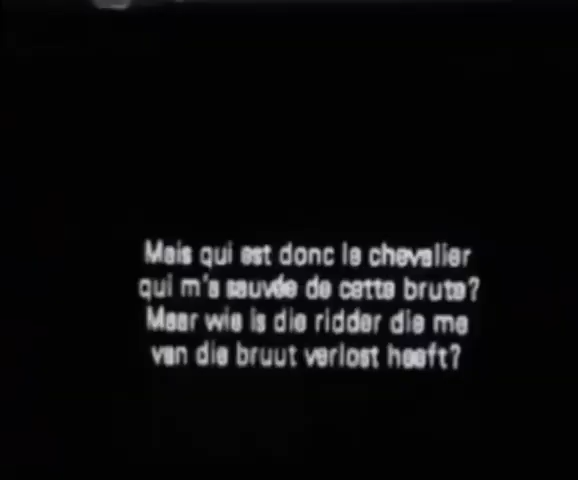 Mais qui est donc le chevalier
qui m'a sauvée de cette brute?
Maar wie is die ridder die me
van die bruut verlost heeft?